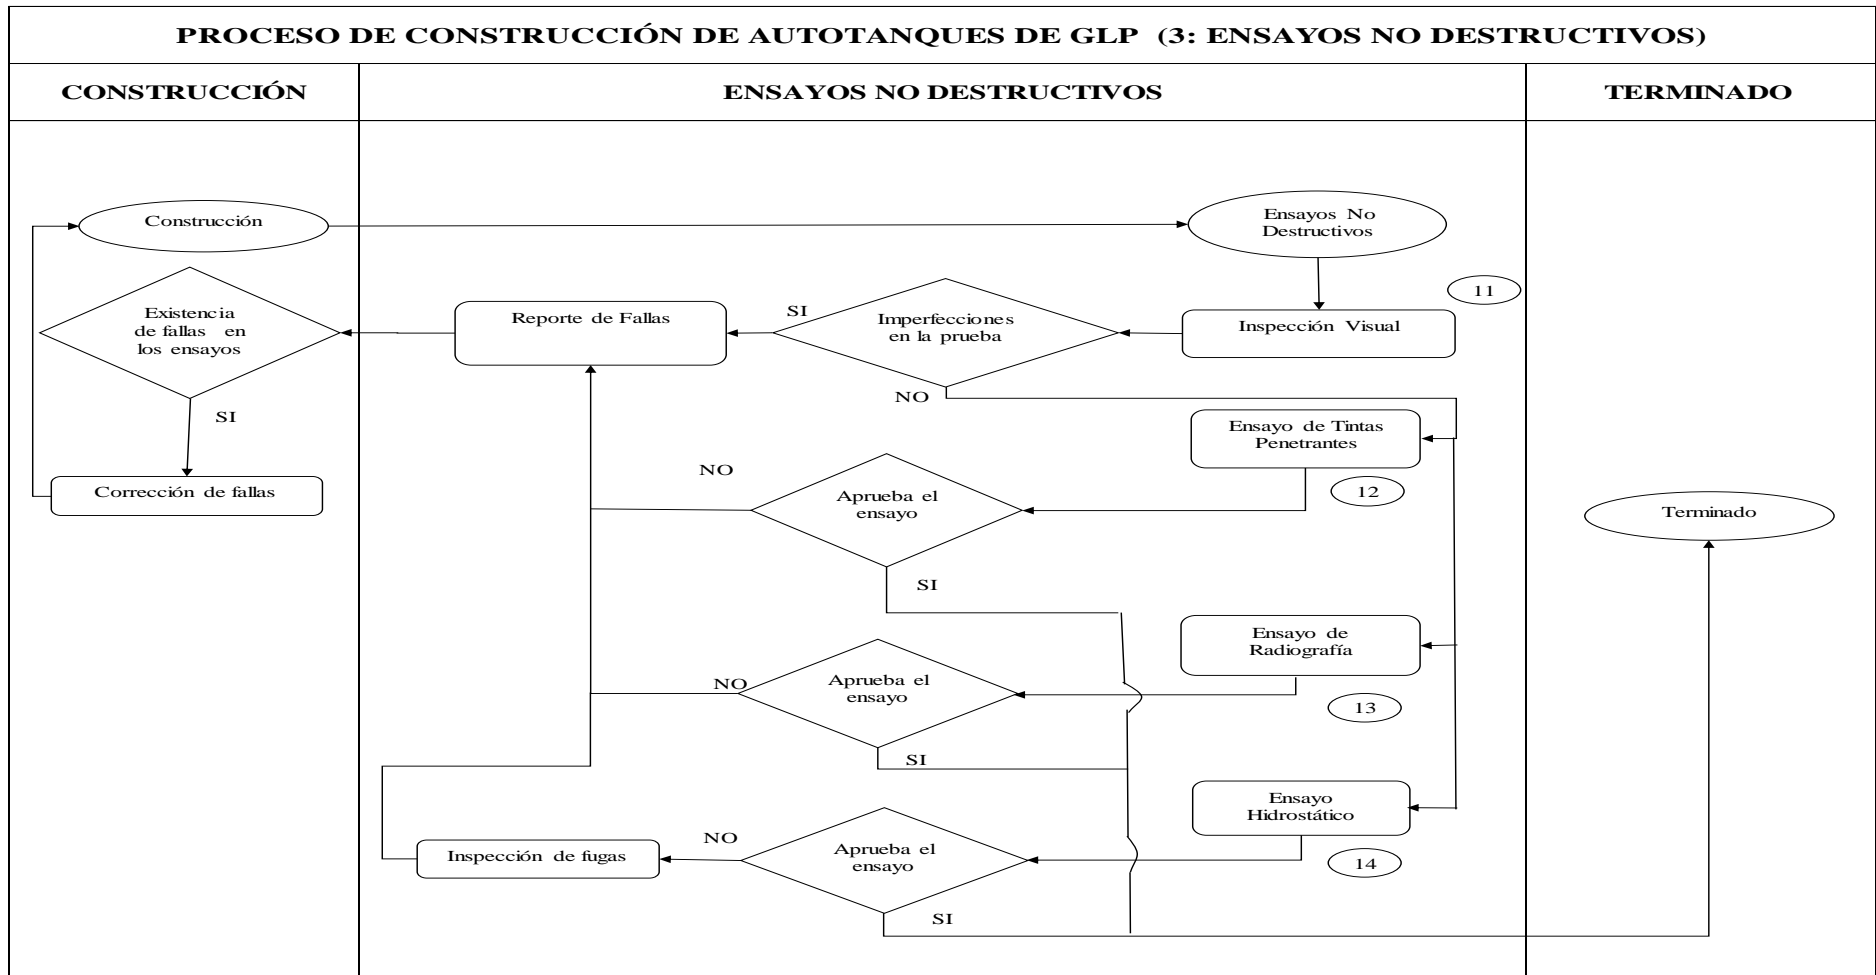 PROCESO DE CONSTRUCCIÓN DE AUTOTANQUES DE GLP (3: ENSAYOS NO DESTRUCTIVOS)
CONSTRUCCIÓN
ENSAYOS NO DESTRUCTIVOS
TERMINADO
Construcción
Ensayos No
Destructivos
11
Existencia
de fallas en
los ensayos
Reporte de Fallas
SI
Imperfecciones
en la prueba
Inspección Visual
NO
SI
Ensayo de Tintas
Penetrantes
Corrección de fallas
NO
Aprueba el
ensayo
12
Terminado
SI
Ensayo de
Radiografía
NO
Aprueba el
ensayo
13
SI
Ensayo
Hidrostático
Inspección de fugas
NO
Aprueba el
ensayo
14
SI